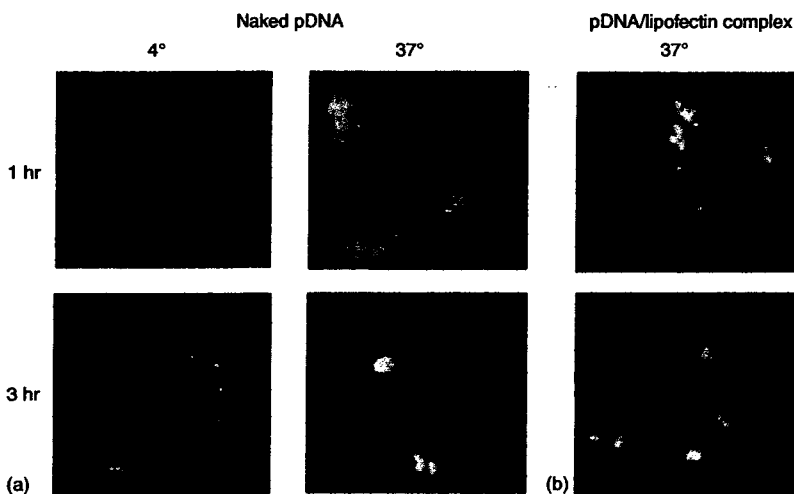 Naked pDNA
pDNA/lipofectin complex
4°
37°
37°
1 hr
3 hr
(a)
(b)